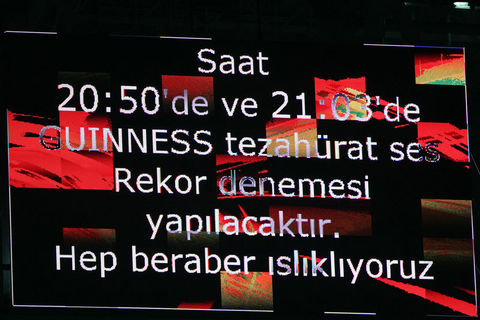 Saat
20:50'de ve 21:03'de
GUINNESS tezahürat ses
Rekor denemesi
yapılacaktır.
Hep beraber ıslıklıyoruz